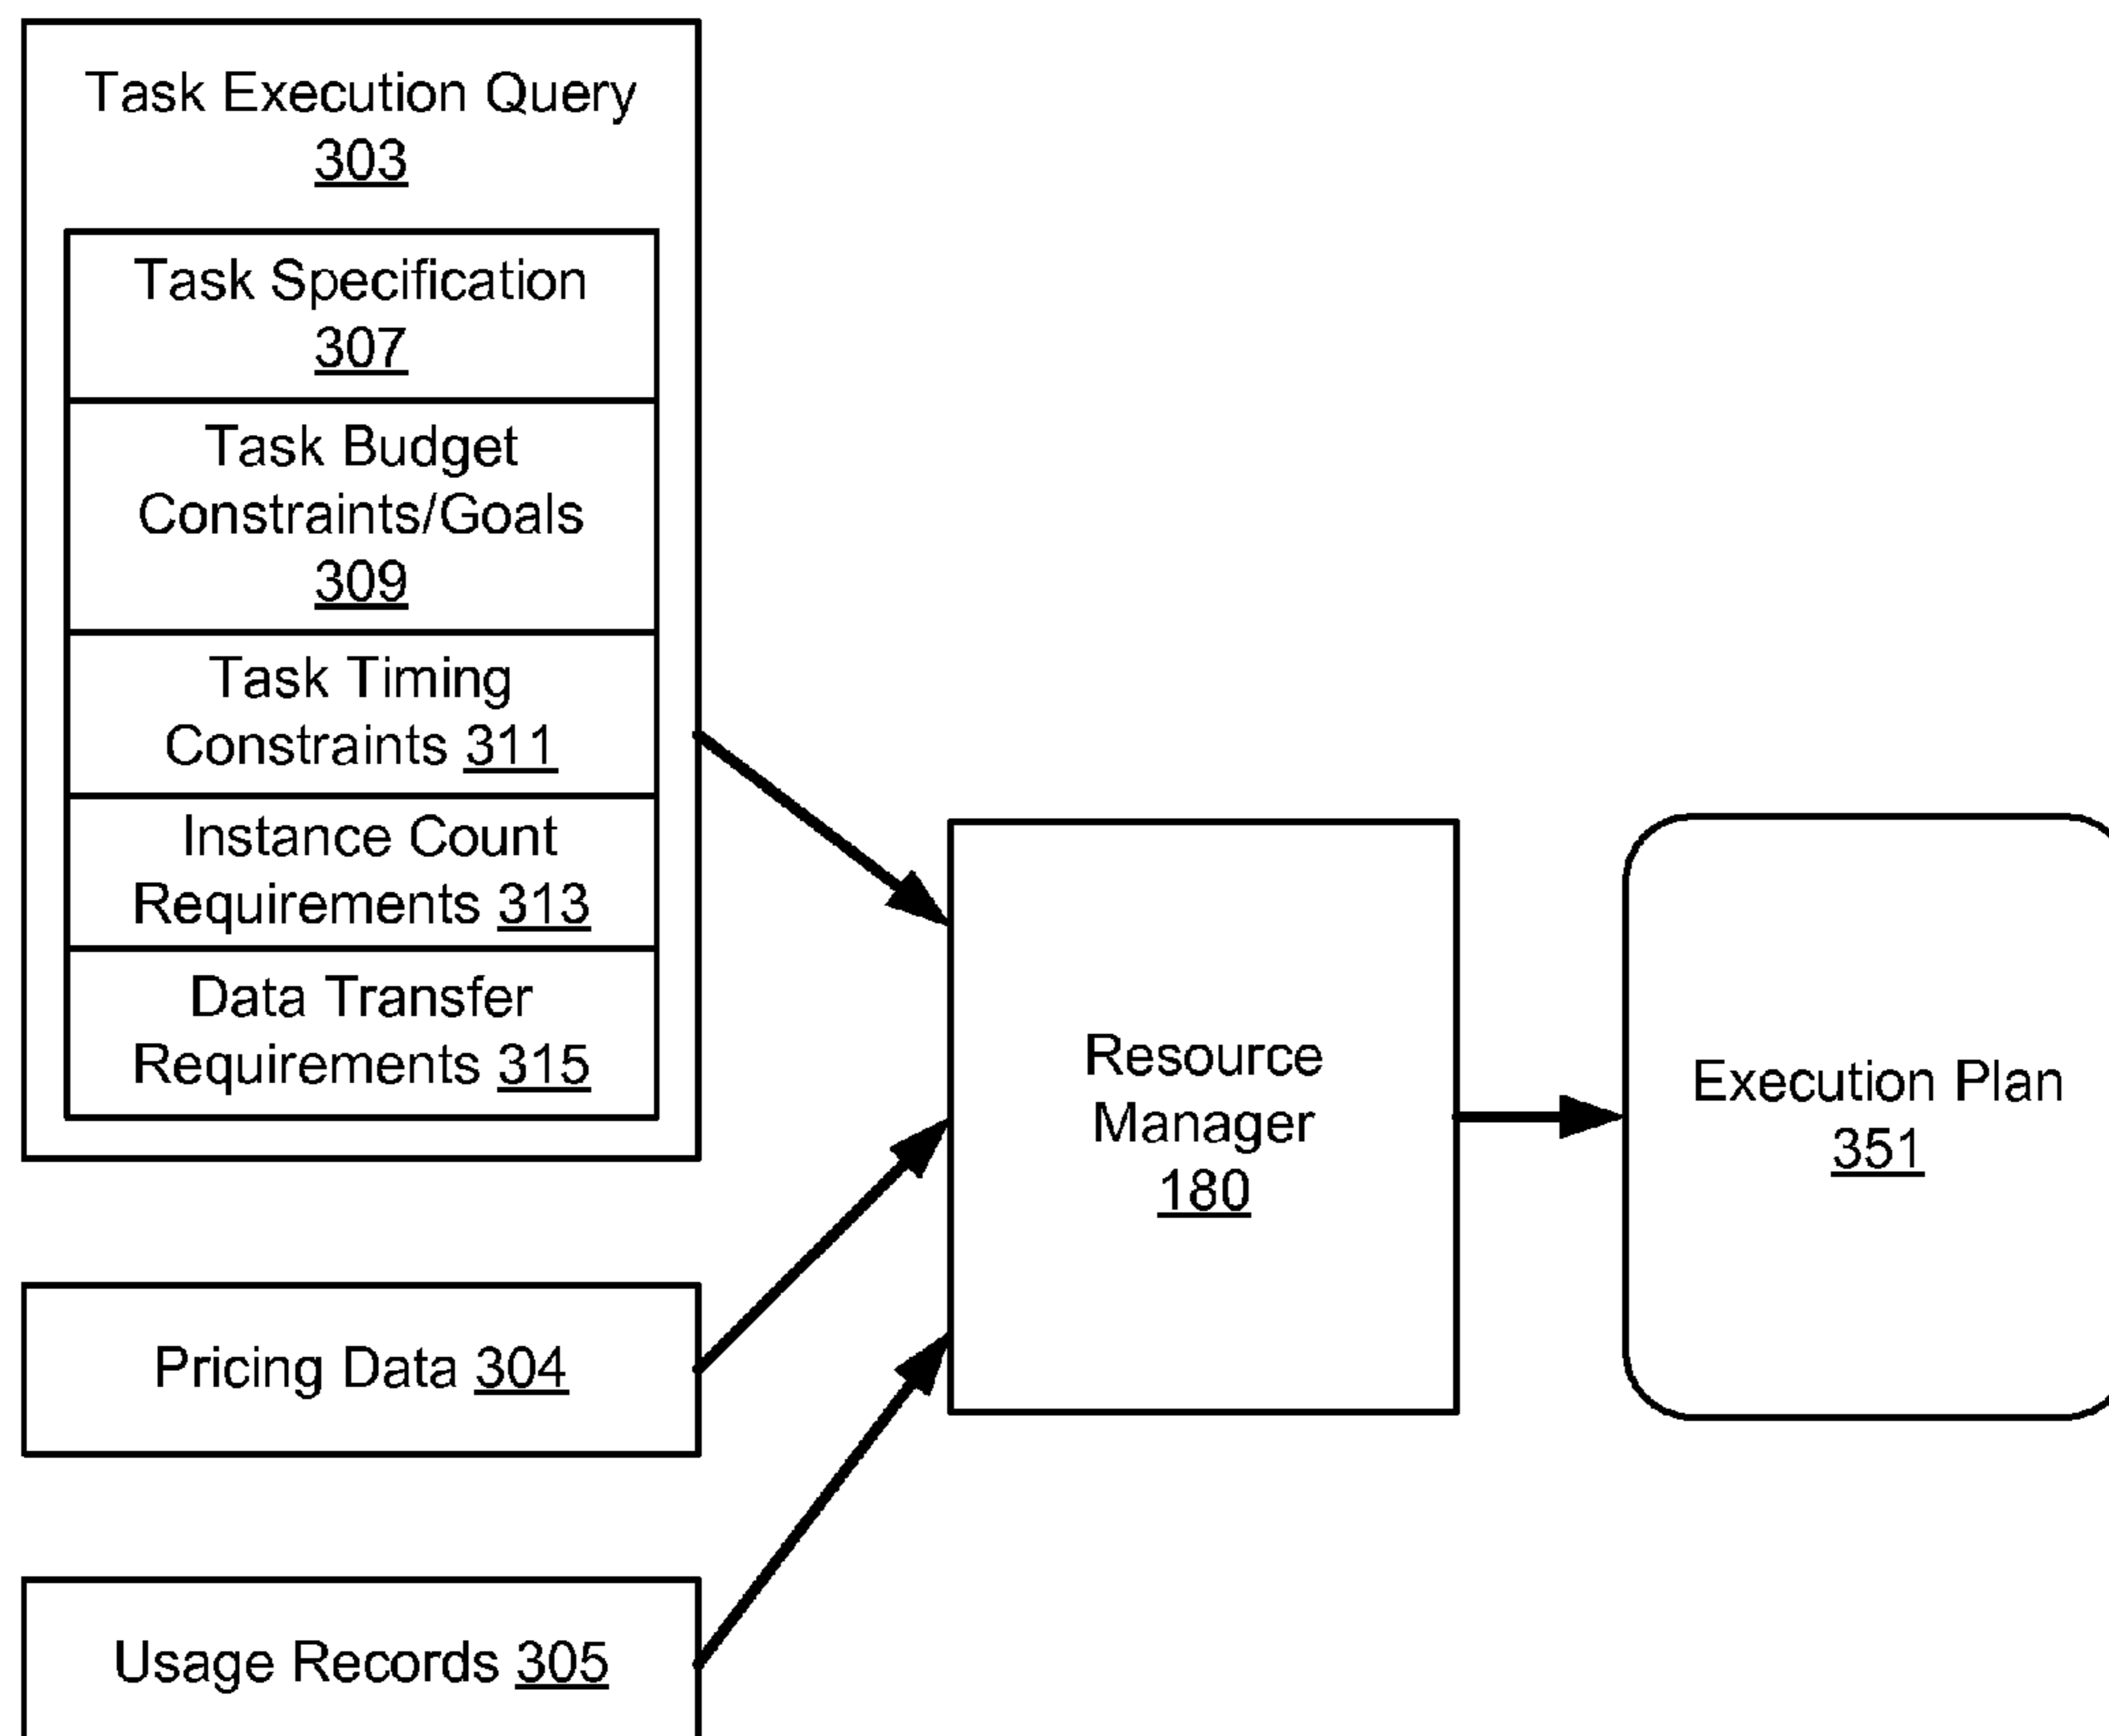 Task Execution Query
303
Task Specification
307
Task Budget
Constraints/Goals
309
Task Timing
Constraints 311
Instance Count
Requirements 313
Data Transfer
Requirements 315
Pricing Data 304
Usage Records 305
Resource
Manager
180
Execution Plan
351